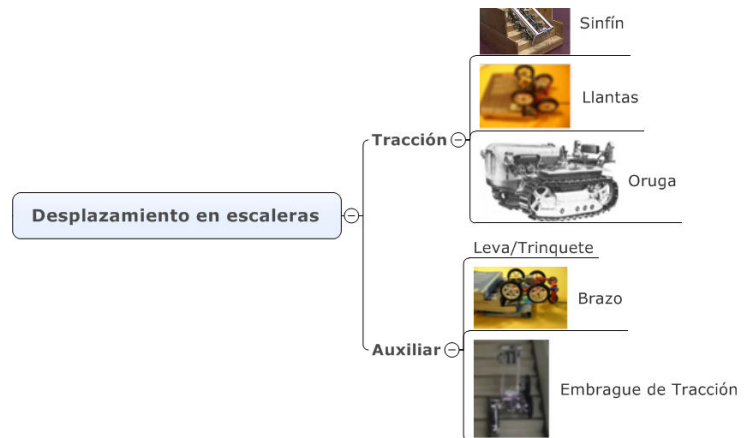 Sinfín
Llantas
Tracción
Oruga
Desplazamiento en escaleras
Leva/Trinquete
Brazo
Auxiliar
Embrague de Tracción